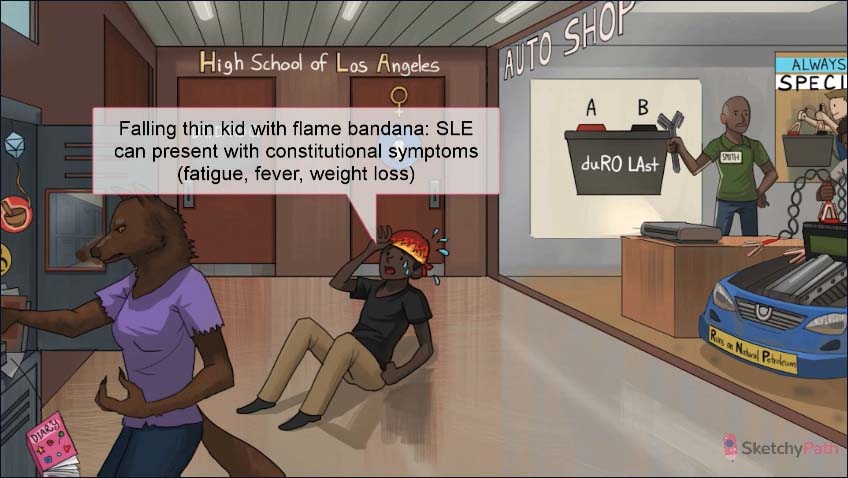 High School of Los Angeles
AUTO SHOP
ALWAYS
SPECI
A B
duRO LAst
SMITH
Falling thin kid with flame bandana: SLE
can present with constitutional symptoms
(fatigue, fever, weight loss)
Runs on Natural Petroleum
DIARY
SketchyPath